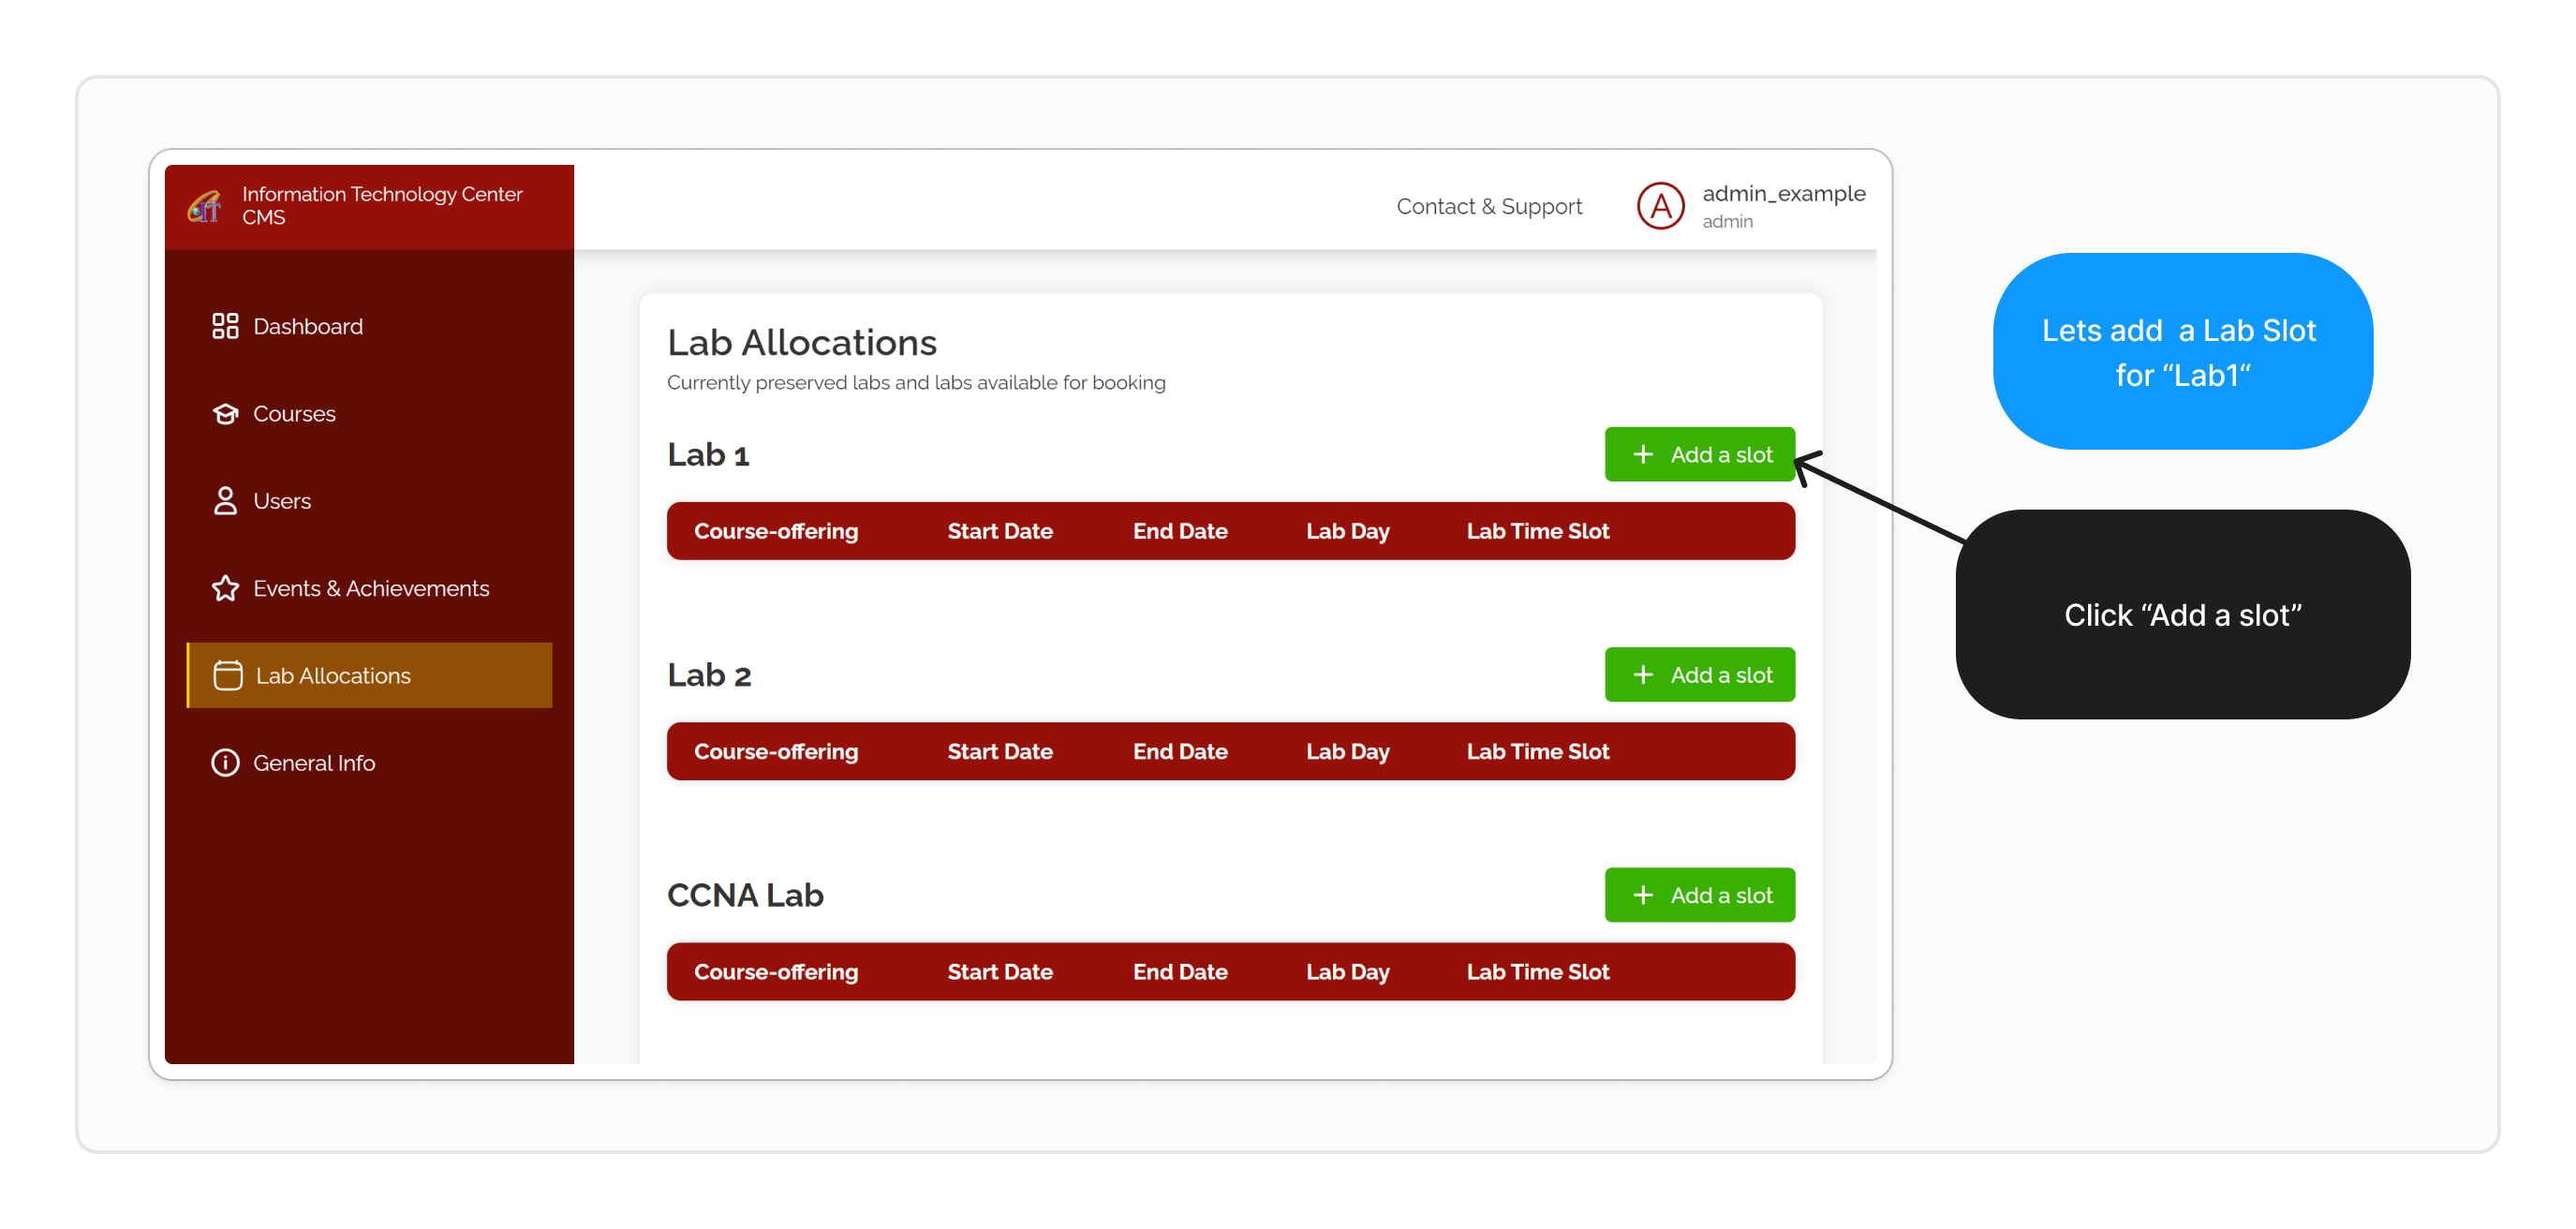 Information Technology Center
CMS
Contact & Support
A
admin_example
admin
Dashboard
Courses
Users
Events & Achievements
Lab Allocations
General Info
Lab Allocations
Currently preserved labs and labs available for booking
Lab 1
+ Add a slot
Course-offering Start Date End Date Lab Day Lab Time Slot
Lab 2
+ Add a slot
Course-offering Start Date End Date Lab Day Lab Time Slot
CCNA Lab
+ Add a slot
Course-offering Start Date End Date Lab Day Lab Time Slot
Lets add  a Lab Slot
for “Lab1“
Click “Add a slot”